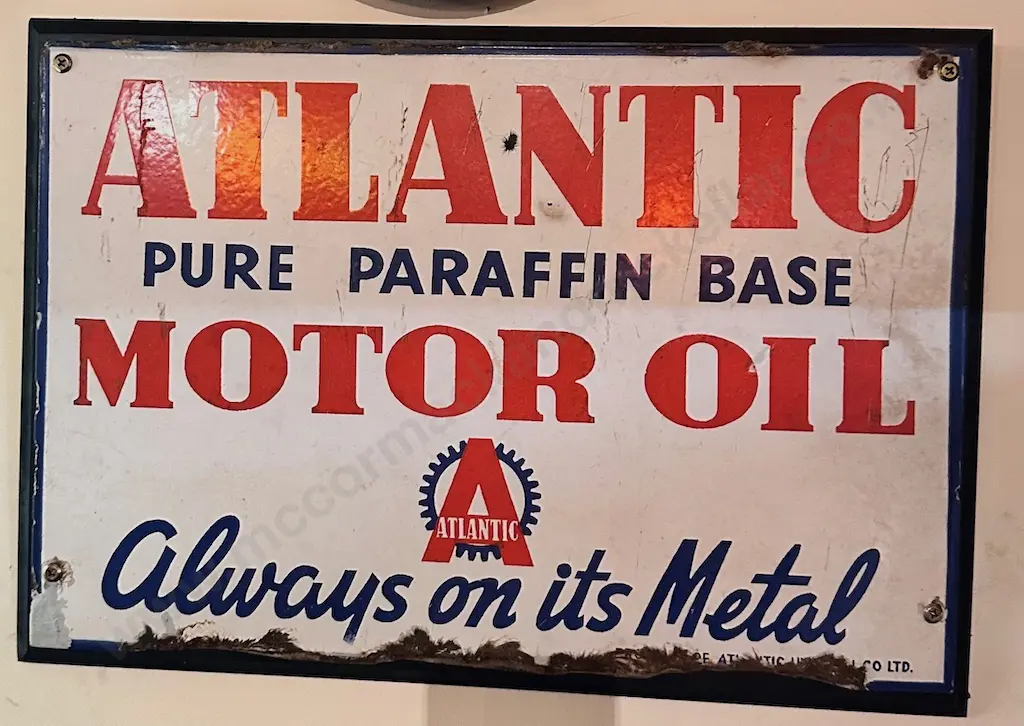 ATLANTIC
PURE PARAFFIN BASE
MOTOR OIL
ATLANTIC
Always on its Metal
CO LTD.